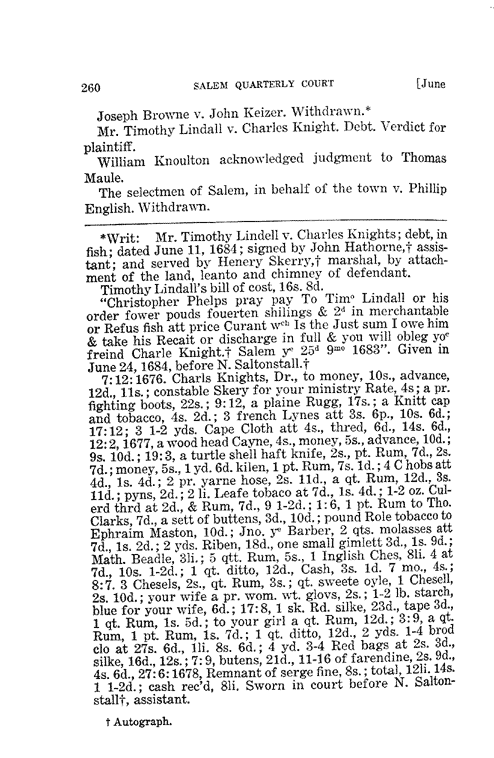 260 SALEM QUARTERLY COURT [June
Joseph Browne v. John Keizer. Withdrawn.*
Mr. Timothy Lindall v. Charles Knight. Debt. Verdict for
plaintiff.
William Knoulton acknowledged judgment to Thomas
Maule.
The selectmen of Salem, in behalf of the town v. Phillip
English. Withdrawn.
*Writ: Mr. Timothy Lindell v. Charles Knights; debt, in
fish; dated June 11, 1684; signed by John Hathorne,† assis-
tant; and served by Henery Skerry,† marshal, by attach-
ment of the land, leanto and chimney of defendant.
Timothy Lindall's bill of cost, 16s. 8d.
"Christopher Phelps pray pay To Timᵒ Lindall or his
order fower pouds fouerten shilings & 2ᵈ in merchantable
or Refus fish att price Curant wᶜʰ Is the Just sum I owe him
& take his Recait or discharge in full & you will obleg yoᵉ
freind Charle Knight.† Salem yᵉ 25ᵈ 9ᵐᵒ 1683". Given in
June 24, 1684, before N. Saltonstall.†
7:12:1676. Charls Knights, Dr., to money, 10s., advance,
12d., 11s.; constable Skery for your ministry Rate, 4s; a pr.
fighting boots, 22s.; 9:12, a plaine Rugg, 17s.; a Knitt cap
and tobacco, 4s. 2d.; 3 french Lynes att 3s. 6p., 10s. 6d.;
17:12; 3 1-2 yds. Cape Cloth att 4s., thred, 6d., 14s. 6d.,
12:2, 1677, a wood head Cayne, 4s., money, 5s., advance, 10d.;
9s. 10d.; 19:3, a turtle shell haft knife, 2s., pt. Rum, 7d., 2s.
7d.; money, 5s., 1 yd. 6d. kilen, 1 pt. Rum, 7s. 1d.; 4 C hobs att
4d., 1s. 4d.; 2 pr. yarne hose, 2s. 11d., a qt. Rum, 12d., 3s.
11d.; pyns, 2d.; 2 li. Leafe tobaco at 7d., 1s. 4d.; 1-2 oz. Cul-
erd thrd at 2d., & Rum, 7d., 9 1-2d.; 1:6, 1 pt. Rum to Tho.
Clarks, 7d., a sett of buttens, 3d., 10d.; pound Role tobacco to
Ephraim Maston, 10d.; Jno. yᵉ Barber, 2 qts. molasses att
7d., 1s. 2d.; 2 yds. Riben, 18d., one small gimlett 3d., 1s. 9d.;
Math. Beadle, 3li.; 5 qtt. Rum, 5s., 1 Inglish Ches, 8li. 4 at
7d., 10s. 1-2d.; 1 qt. ditto, 12d., Cash, 3s. 1d. 7 mo., 4s.;
8:7. 3 Chesels, 2s., qt. Rum, 3s.; qt. sweete oyle, 1 Chesell,
2s. 10d.; your wife a pr. wom. wt. glovs, 2s.; 1-2 lb. starch,
blue for your wife, 6d.; 17:8, 1 sk. Rd. silke, 23d., tape 3d.,
1 qt. Rum, 1s. 5d.; to your girl a qt. Rum, 12d.; 3:9, a qt.
Rum, 1 pt. Rum, 1s. 7d.; 1 qt. ditto, 12d., 2 yds. 1-4 brod
clo at 27s. 6d., 1li. 8s. 6d.; 4 yd. 3-4 Red bags at 2s. 3d.,
silke, 16d., 12s.; 7:9, butens, 21d., 11-16 of farendine, 2s. 9d.,
4s. 6d., 27:6:1678, Remnant of serge fine, 8s.; total, 12li. 14s.
1 1-2d.; cash rec'd, 8li. Sworn in court before N. Salton-
stall†, assistant.
† Autograph.